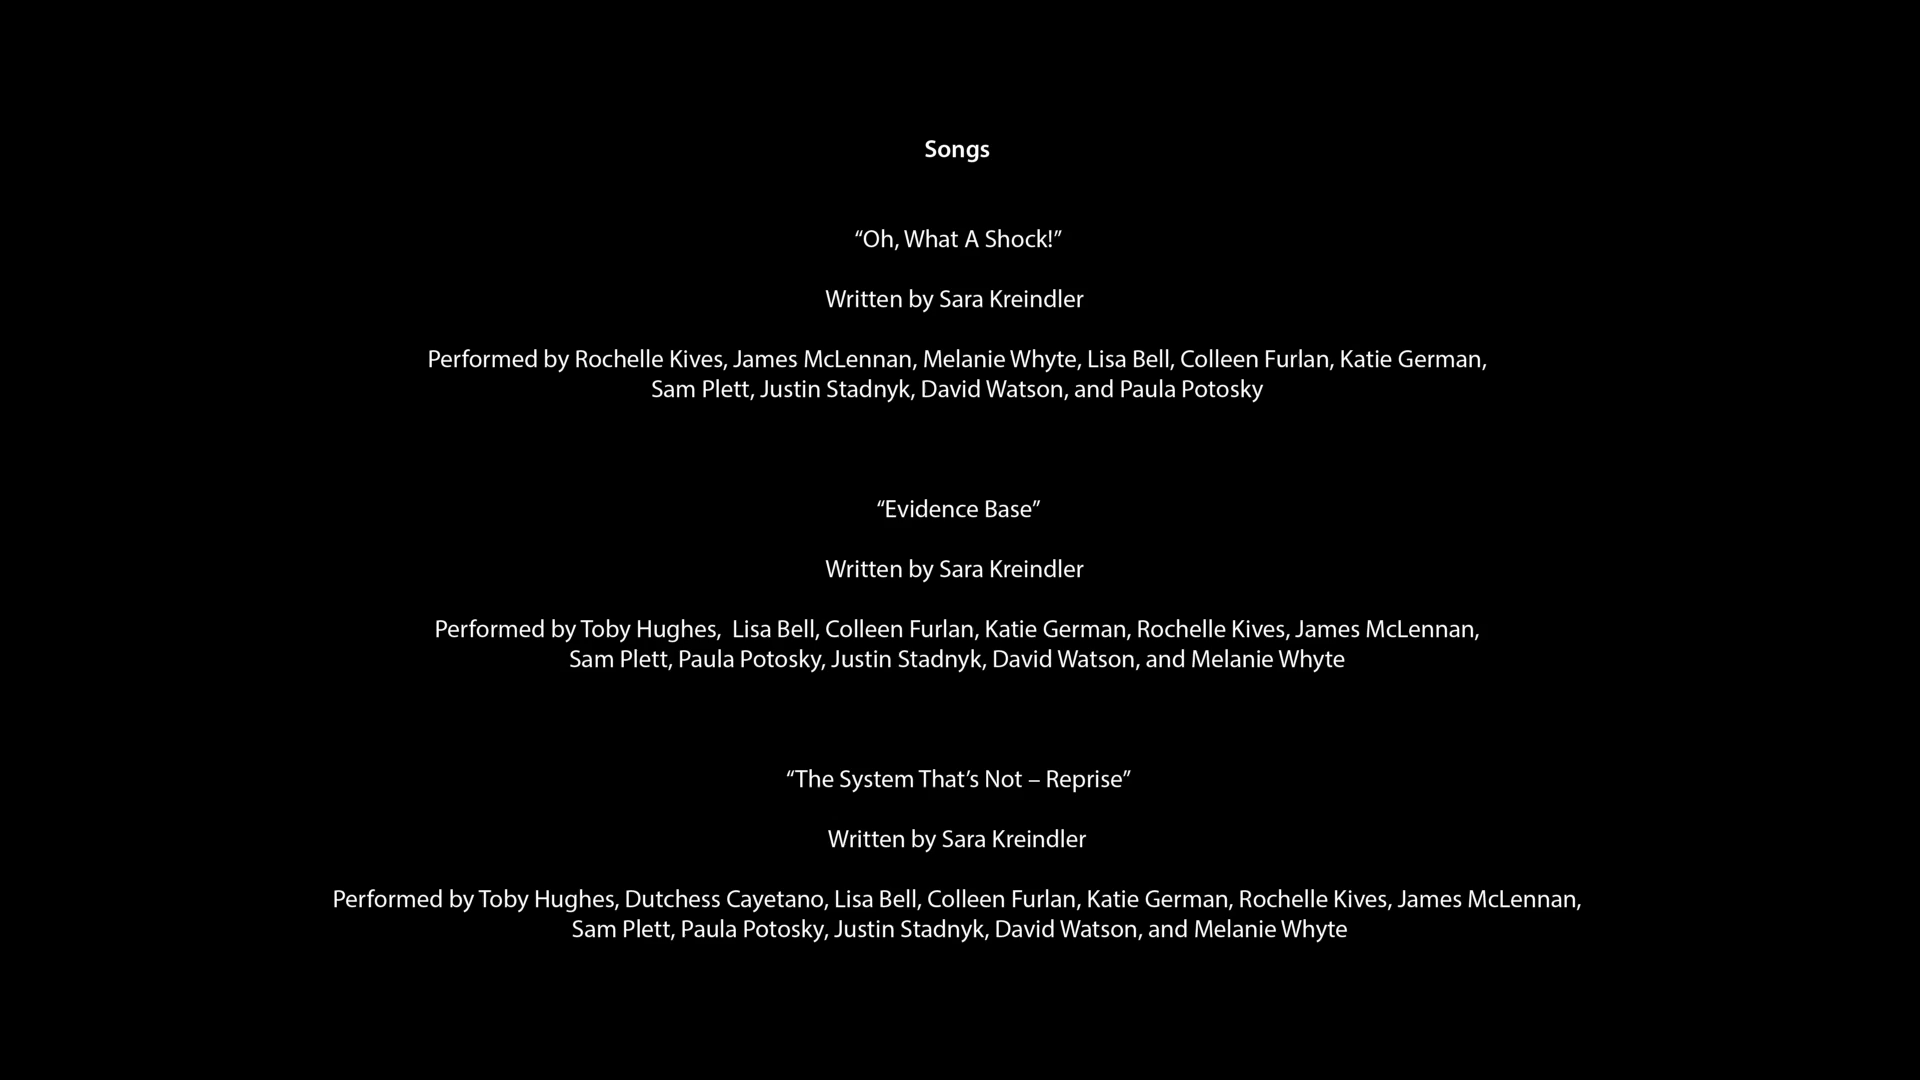 Songs
“Oh, What A Shock!”
Written by Sara Kreindler
Performed by Rochelle Kives, James McLennan, Melanie Whyte, Lisa Bell, Colleen Furlan, Katie German,
Sam Plett, Justin Stadnyk, David Watson, and Paula Potosky
“Evidence Base”
Written by Sara Kreindler
Performed by Toby Hughes,  Lisa Bell, Colleen Furlan, Katie German, Rochelle Kives, James McLennan,
Sam Plett, Paula Potosky, Justin Stadnyk, David Watson, and Melanie Whyte
“The System That’s Not – Reprise”
Written by Sara Kreindler
Performed by Toby Hughes, Dutchess Cayetano, Lisa Bell, Colleen Furlan, Katie German, Rochelle Kives, James McLennan,
Sam Plett, Paula Potosky, Justin Stadnyk, David Watson, and Melanie Whyte